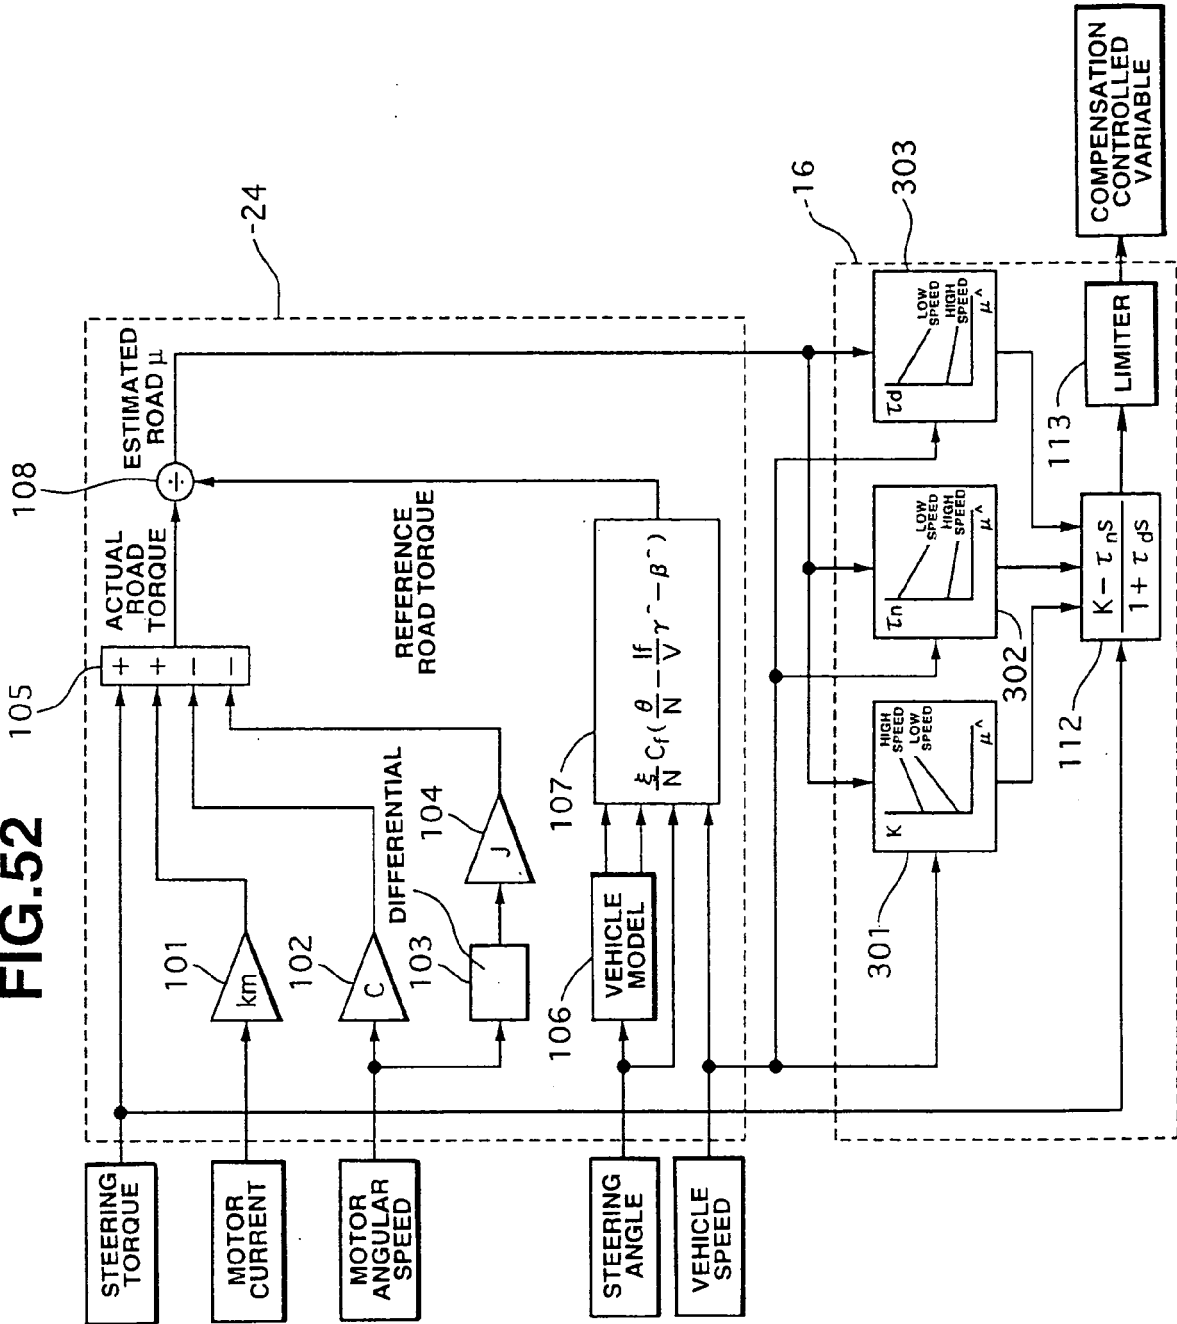 FIG.52
24
108
ESTIMATED
ROAD μ
÷
105
ACTUAL
ROAD
TORQUE
+
+
−
−
REFERENCE
ROAD TORQUE
101
km
102
C
DIFFERENTIAL
103
104
J
106
VEHICLE
MODEL
107
ξ/N Cf(θ/N − lf/V γ^ − β^)
STEERING
TORQUE
MOTOR
CURRENT
MOTOR
ANGULAR
SPEED
STEERING
ANGLE
VEHICLE
SPEED
16
301
K
HIGH
SPEED
LOW
SPEED
μ^
302
τn
LOW
SPEED
HIGH
SPEED
μ^
303
τd
LOW
SPEED
HIGH
SPEED
μ^
112
K − τnS
1 + τdS
113
LIMITER
COMPENSATION
CONTROLLED
VARIABLE